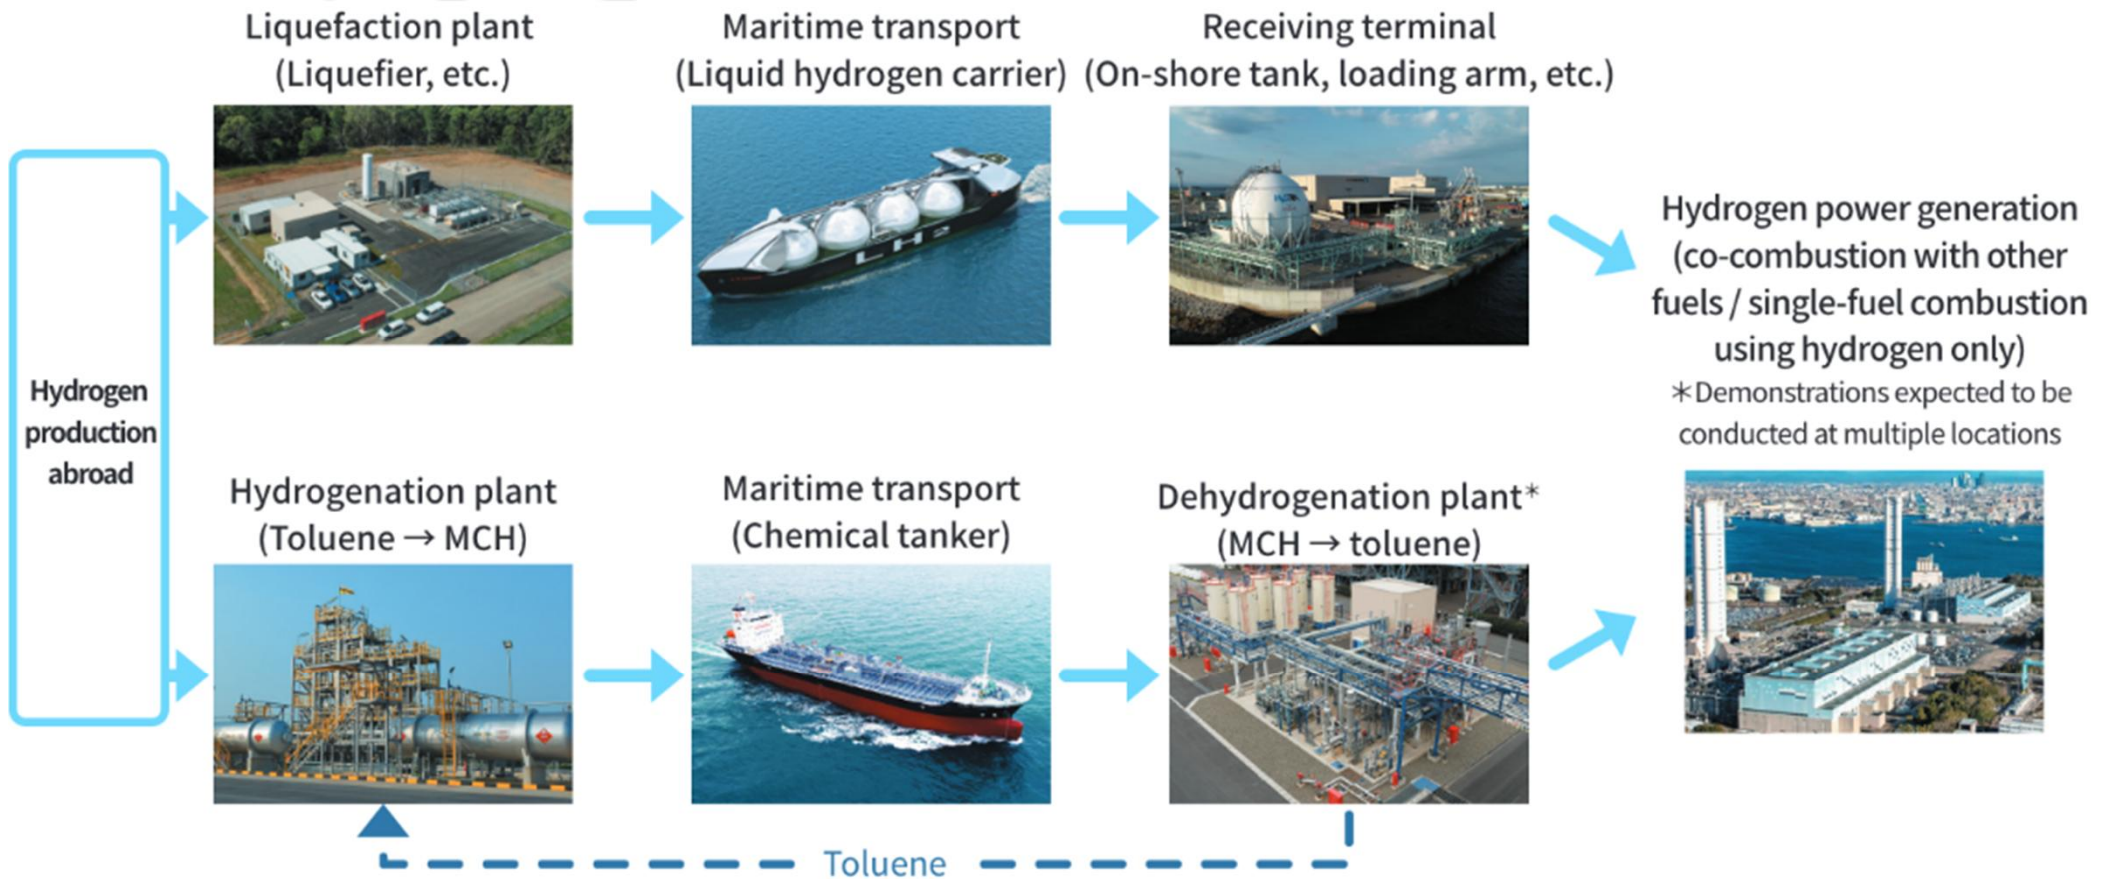 Liquefaction plant
(Liquefier, etc.)
Maritime transport
(Liquid hydrogen carrier)
Receiving terminal
(On-shore tank, loading arm, etc.)
LH2
Hydrogen
production
abroad
Hydrogen power generation
(co-combustion with other
fuels / single-fuel combustion
using hydrogen only)
*Demonstrations expected to be
conducted at multiple locations
Hydrogenation plant
(Toluene → MCH)
Maritime transport
(Chemical tanker)
Dehydrogenation plant*
(MCH → toluene)
Toluene